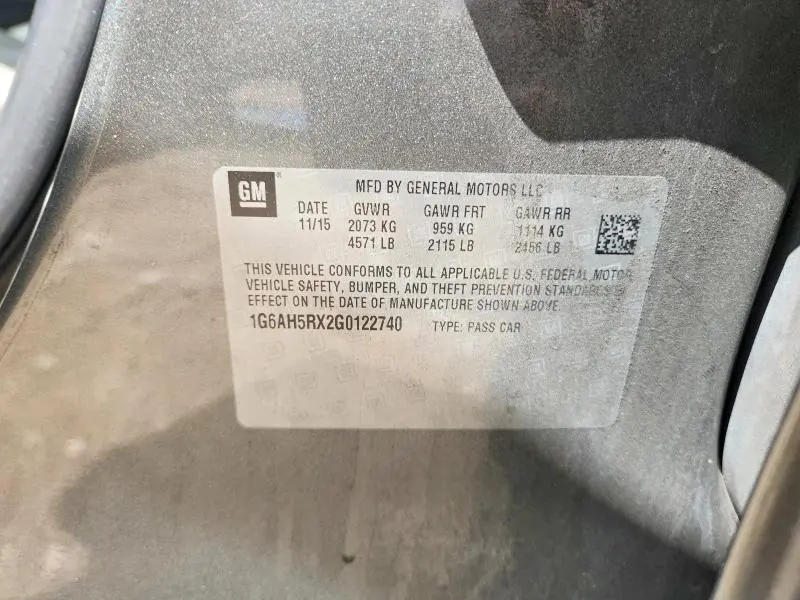 GM
MFD BY GENERAL MOTORS LLC
DATE GVWR GAWR FRT GAWR RR
11/15 2073 KG 959 KG 1114 KG
4571 LB 2115 LB 2456 LB
THIS VEHICLE CONFORMS TO ALL APPLICABLE U.S. FEDERAL MOTOR
VEHICLE SAFETY, BUMPER, AND THEFT PREVENTION STANDARDS IN
EFFECT ON THE DATE OF MANUFACTURE SHOWN ABOVE.
1G6AH5RX2G0122740 TYPE: PASS CAR